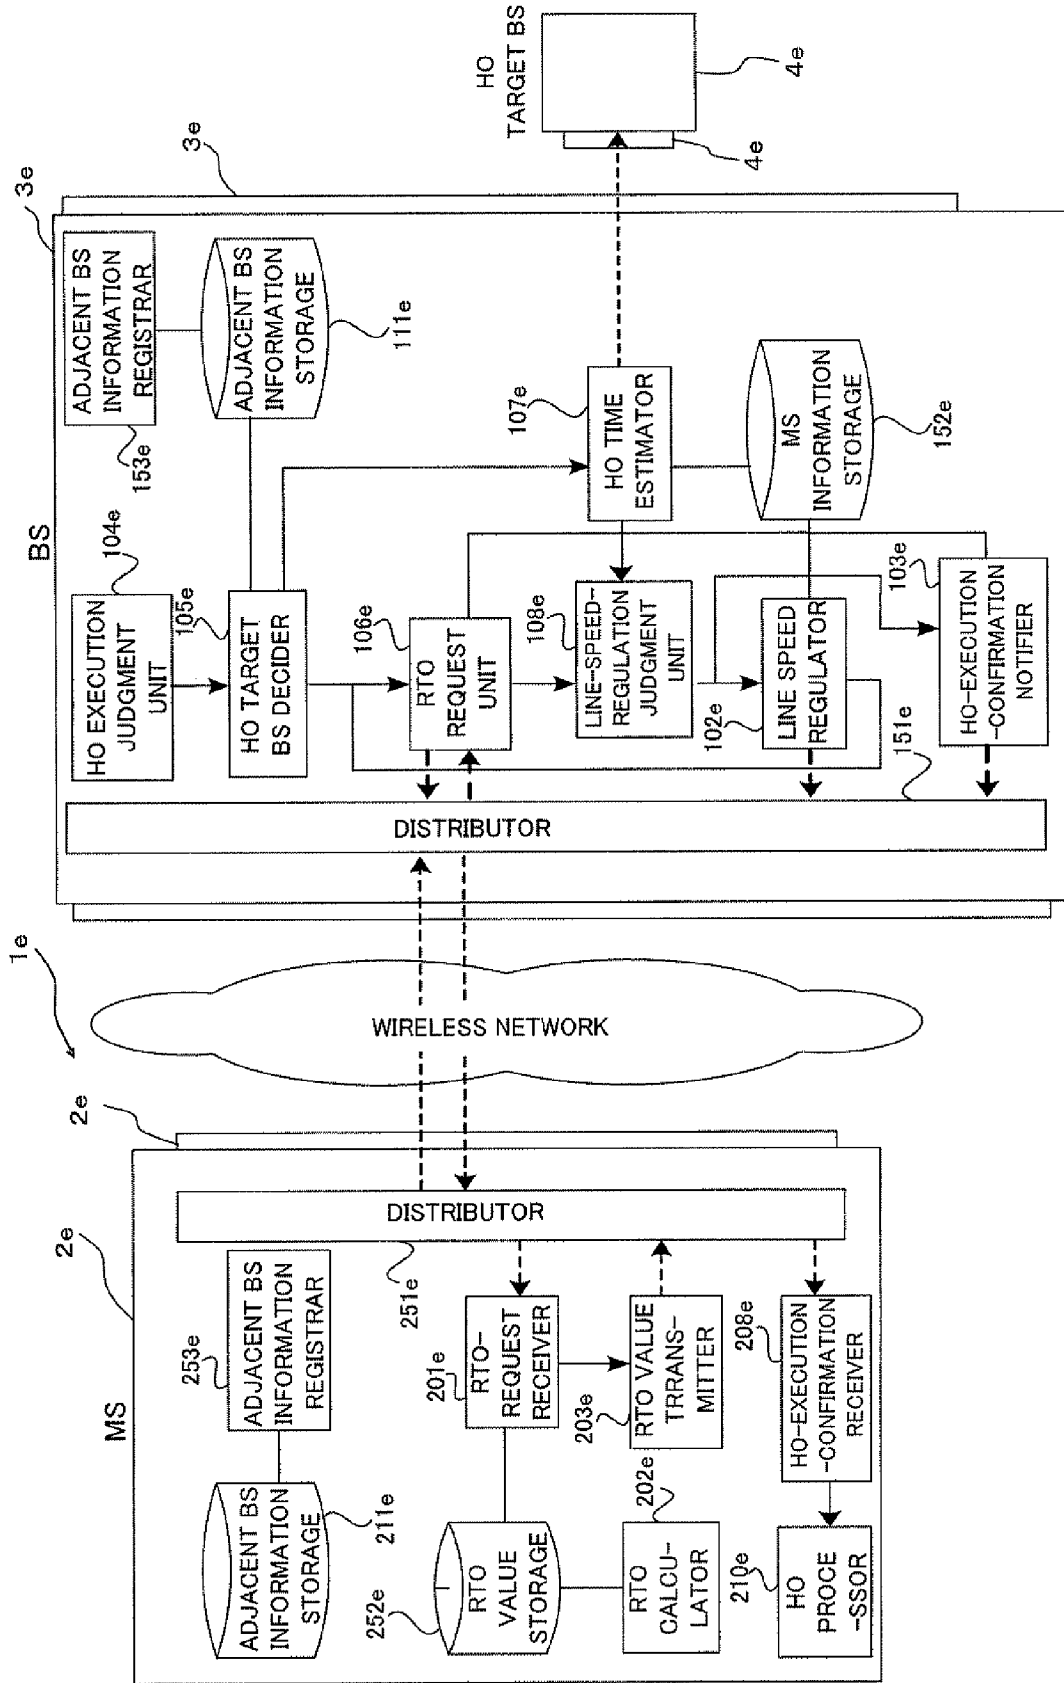 1e
MS
2e
2e
ADJACENT BS
INFORMATION
STORAGE
211e
ADJACENT BS
INFORMATION
REGISTRAR
253e
DISTRIBUTOR
251e
RTO
VALUE
STORAGE
252e
RTO-
REQUEST
RECEIVER
201e
RTO
CALCU-
LATOR
202e
RTO VALUE
TRRANS-
MITTER
203e
HO
PROCE
-SSOR
210e
HO-EXECUTION
-CONFIRMATION
RECEIVER
208e
WIRELESS NETWORK
BS
3e
3e
DISTRIBUTOR
151e
HO EXECUTION
JUDGMENT
UNIT
104e
ADJACENT BS
INFORMATION
REGISTRAR
153e
HO TARGET
BS DECIDER
105e
ADJACENT BS
INFORMATION
STORAGE
111e
RTO
REQUEST
UNIT
106e
LINE-SPEED-
REGULATION
JUDGMENT
UNIT
108e
HO TIME
ESTIMATOR
107e
LINE SPEED
REGULATOR
102e
MS
INFORMATION
STORAGE
152e
HO-EXECUTION
-CONFIRMATION
NOTIFIER
103e
HO
TARGET BS
4e
4e